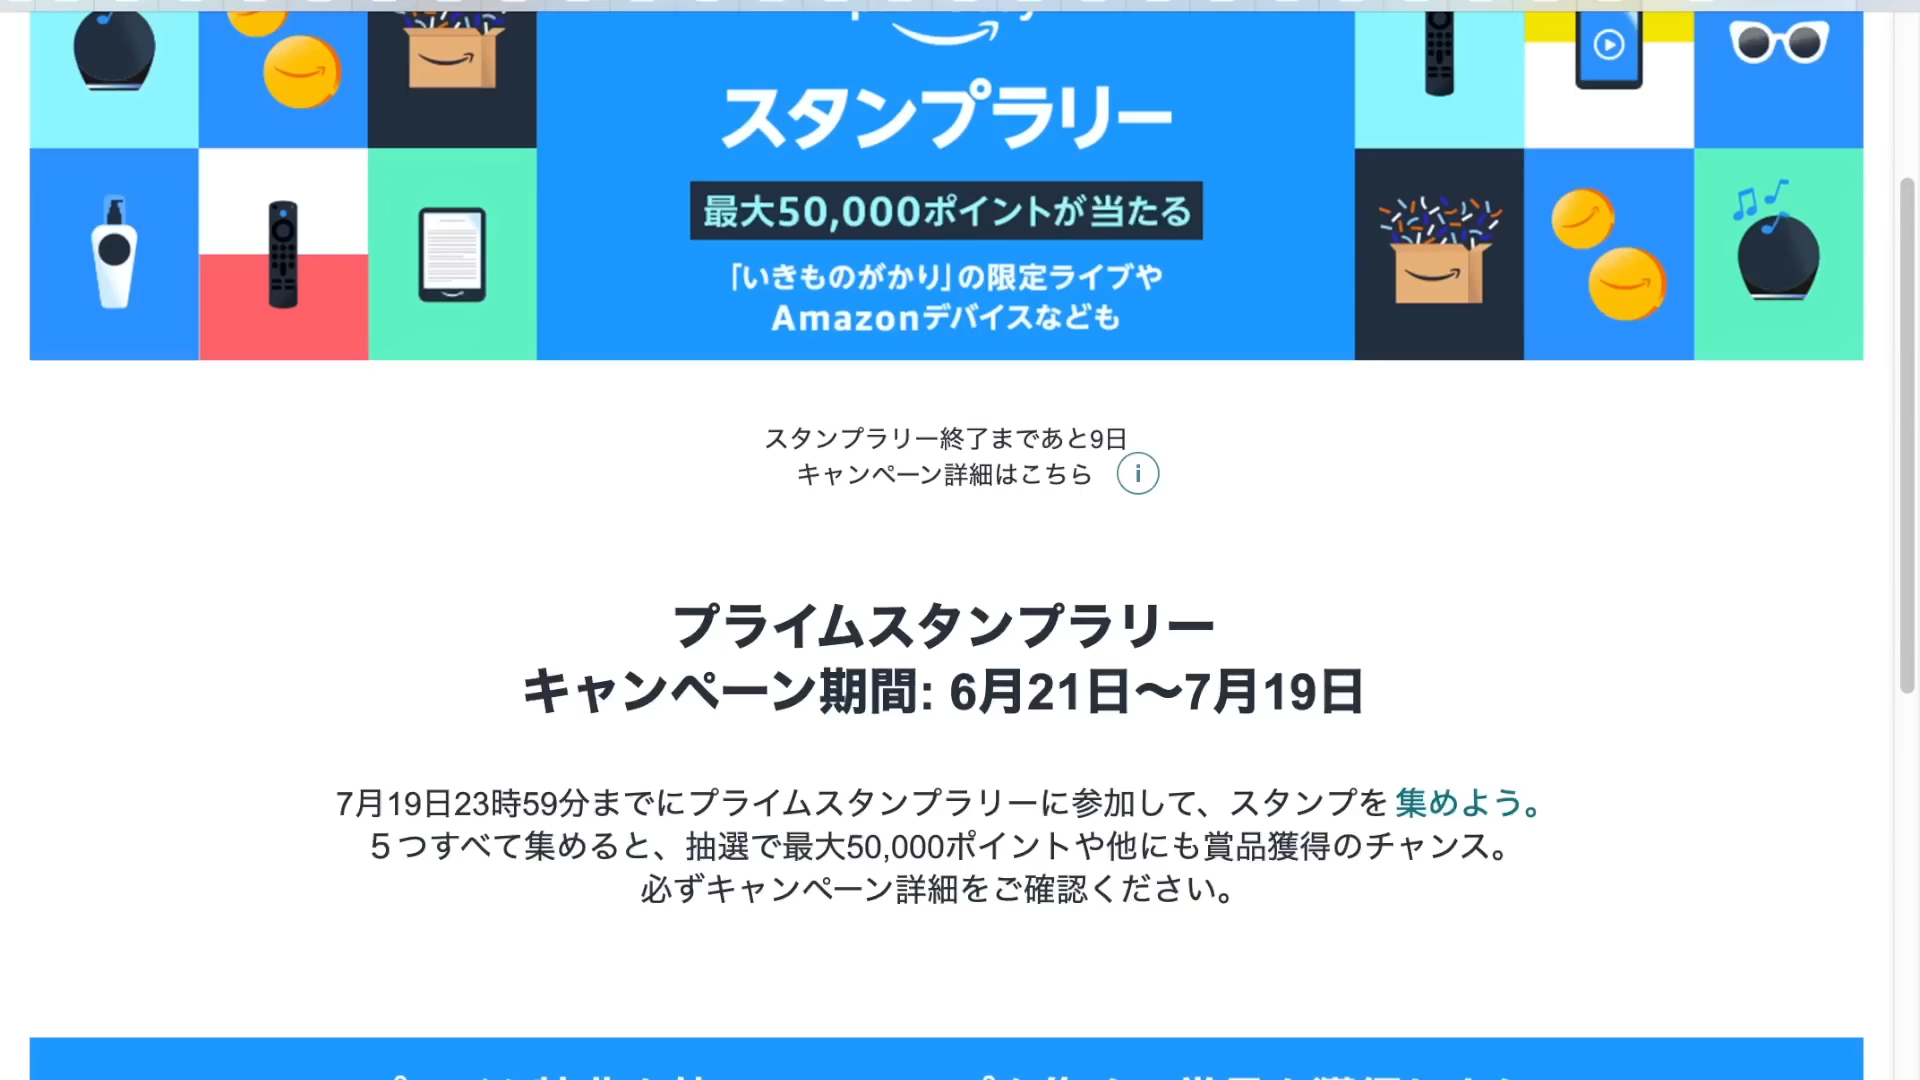 スタンプラリー
最大50,000ポイントが当たる
「いきものがかり」の限定ライブや
Amazonデバイスなども
スタンプラリー終了まであと9日
キャンペーン詳細はこちら i
プライムスタンプラリー
キャンペーン期間: 6月21日〜7月19日
7月19日23時59分までにプライムスタンプラリーに参加して、スタンプを 集めよう。
５つすべて集めると、抽選で最大50,000ポイントや他にも賞品獲得のチャンス。
必ずキャンペーン詳細をご確認ください。